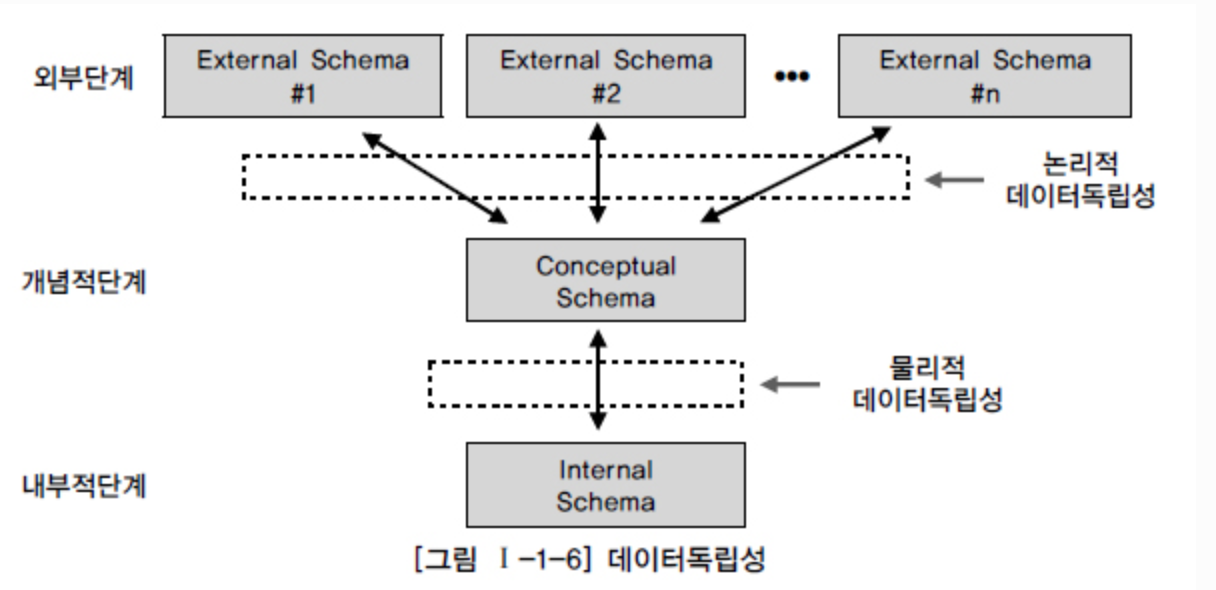 외부단계
External Schema
#1
External Schema
#2
•••
External Schema
#n
논리적
데이터독립성
개념적단계
Conceptual
Schema
물리적
데이터독립성
내부적단계
Internal
Schema
[그림 Ⅰ-1-6] 데이터독립성